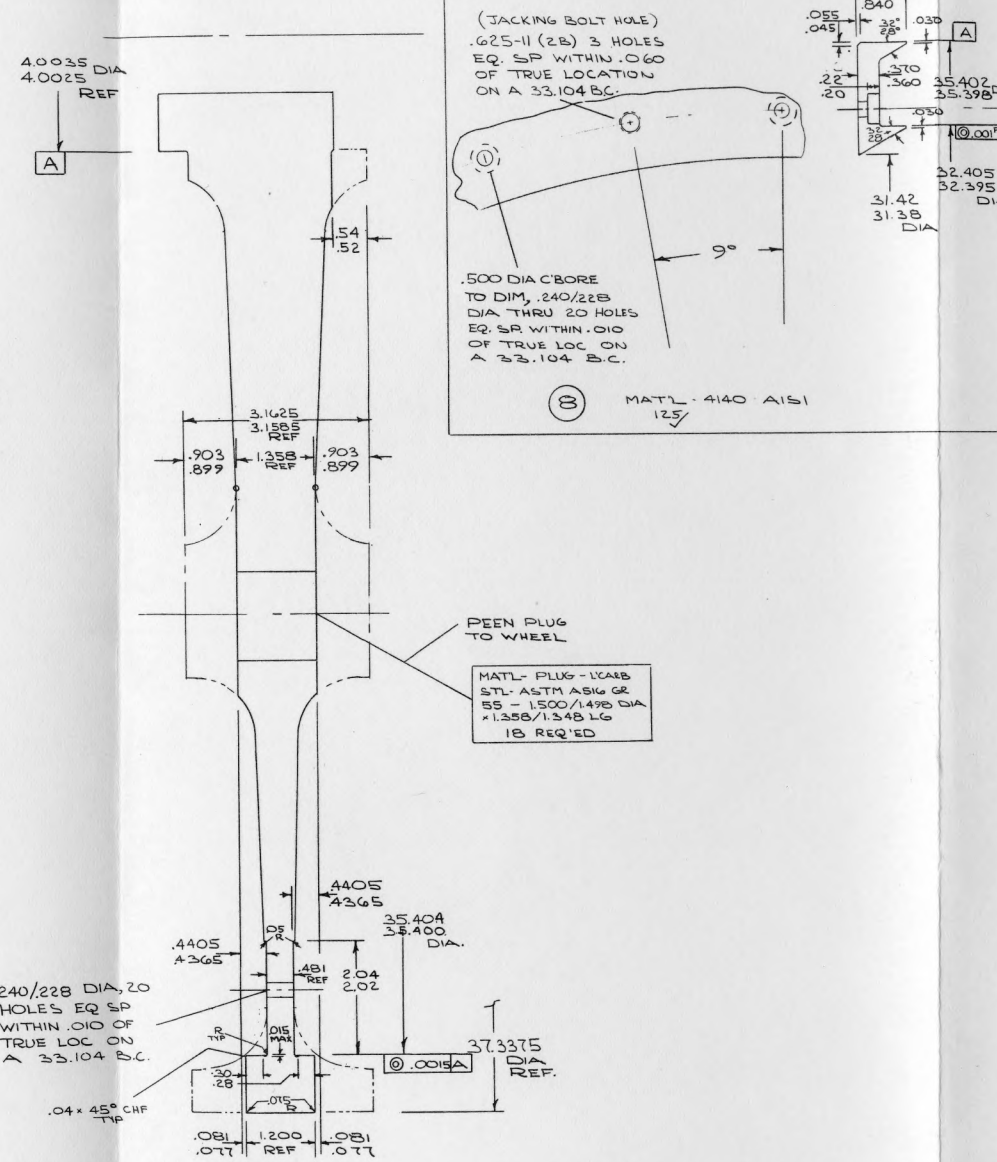 4.0035 DIA
4.0025
REF
A
.54
.52
3.1625
3.1585
REF
.903
.899
1.358
REF
.903
.899
(JACKING BOLT HOLE)
.625-11 (2B) 3 HOLES
EQ. SP WITHIN .060
OF TRUE LOCATION
ON A 33.104 B.C.
9°
.500 DIA C'BORE
TO DIM, .240/228
DIA THRU 20 HOLES
EQ. SP. WITHIN .010
OF TRUE LOC ON
A 33.104 B.C.
8
MATL - 4140 AISI
125
.840
.055
.045
32°
28°
.030
A
.22
.20
.370
.360
35.402
35.398
.030
32
28
.001
32.405
32.395
31.42
31.38
DIA
PEEN PLUG
TO WHEEL
MATL- PLUG - L'CARB
STL- ASTM A516 GR
55 - 1.500/1.498 DIA
× 1.358/1.348 LG
18 REQ'ED
.4405
.4365
.4405
.4365
R
.481
REF
35.404
35.400
DIA.
2.04
2.02
240/.228 DIA, 20
HOLES EQ SP
WITHIN .010 OF
TRUE LOC ON
A 33.104 B.C.
R
TYP
.015
MAX
.0015 A
37.3375
DIA
REF.
.30
.28
.04 × 45° CHF
TYP
.075
R
.081
.077
1.200
REF
.081
.077